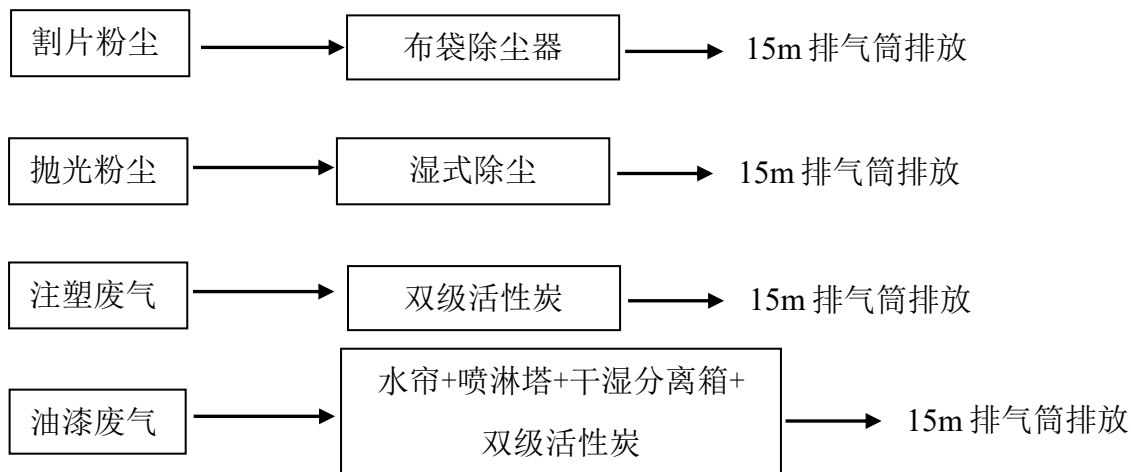 割片粉尘 布袋除尘器 15m 排气筒排放
抛光粉尘 湿式除尘 15m 排气筒排放
注塑废气 双级活性炭 15m 排气筒排放
水帘+喷淋塔+干湿分离箱+
油漆废气 15m 排气筒排放
双级活性炭